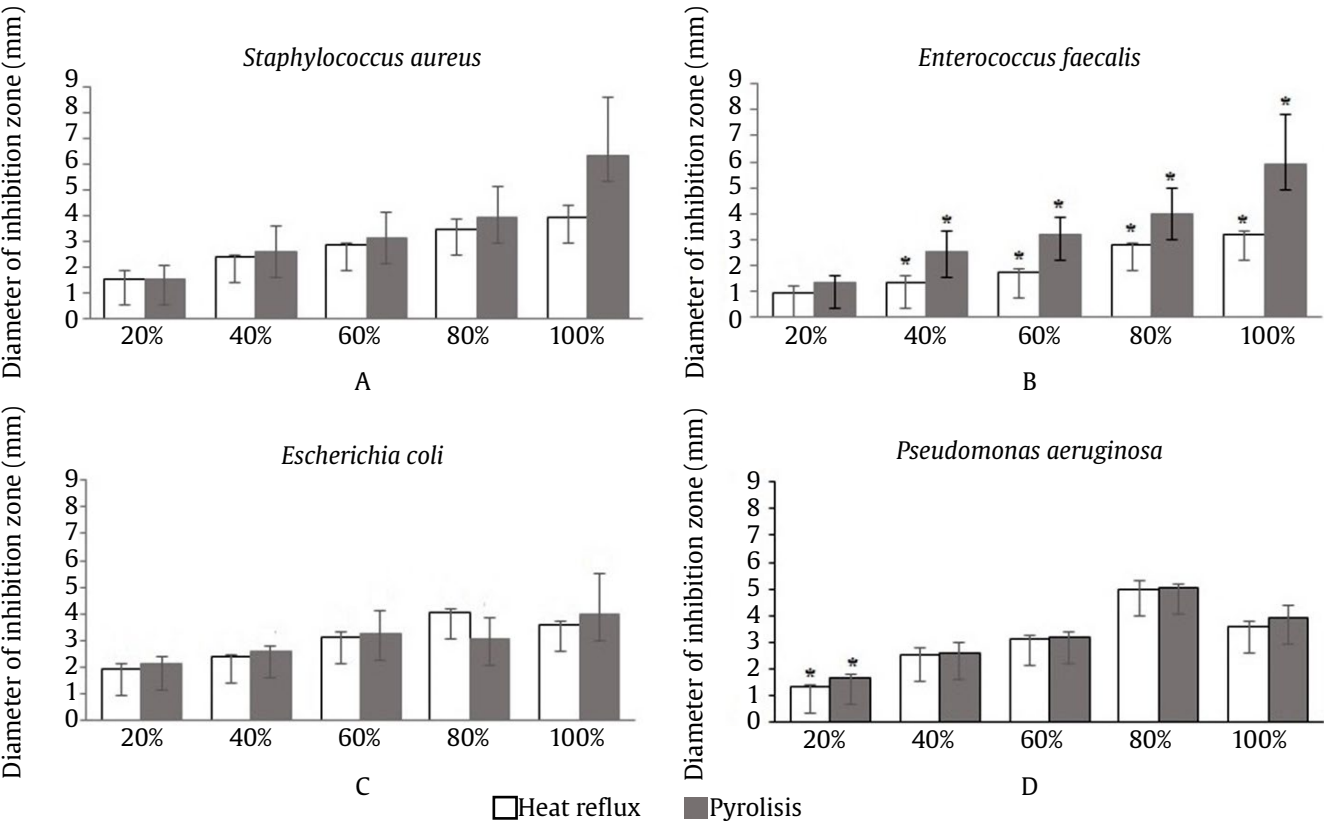 Staphylococcus aureus
Diameter of inhibition zone (mm)
9
8
7
6
5
4
3
2
1
0
20% 40% 60% 80% 100%
A
Enterococcus faecalis
Diameter of inhibition zone (mm)
9
8
7
6
5
4
3
2
1
0
* * * * * * * *
20% 40% 60% 80% 100%
B
Escherichia coli
Diameter of inhibition zone (mm)
9
8
7
6
5
4
3
2
1
0
20% 40% 60% 80% 100%
C
Pseudomonas aeruginosa
Diameter of inhibition zone (mm)
9
8
7
6
5
4
3
2
1
0
* *
20% 40% 60% 80% 100%
D
Heat reflux Pyrolisis